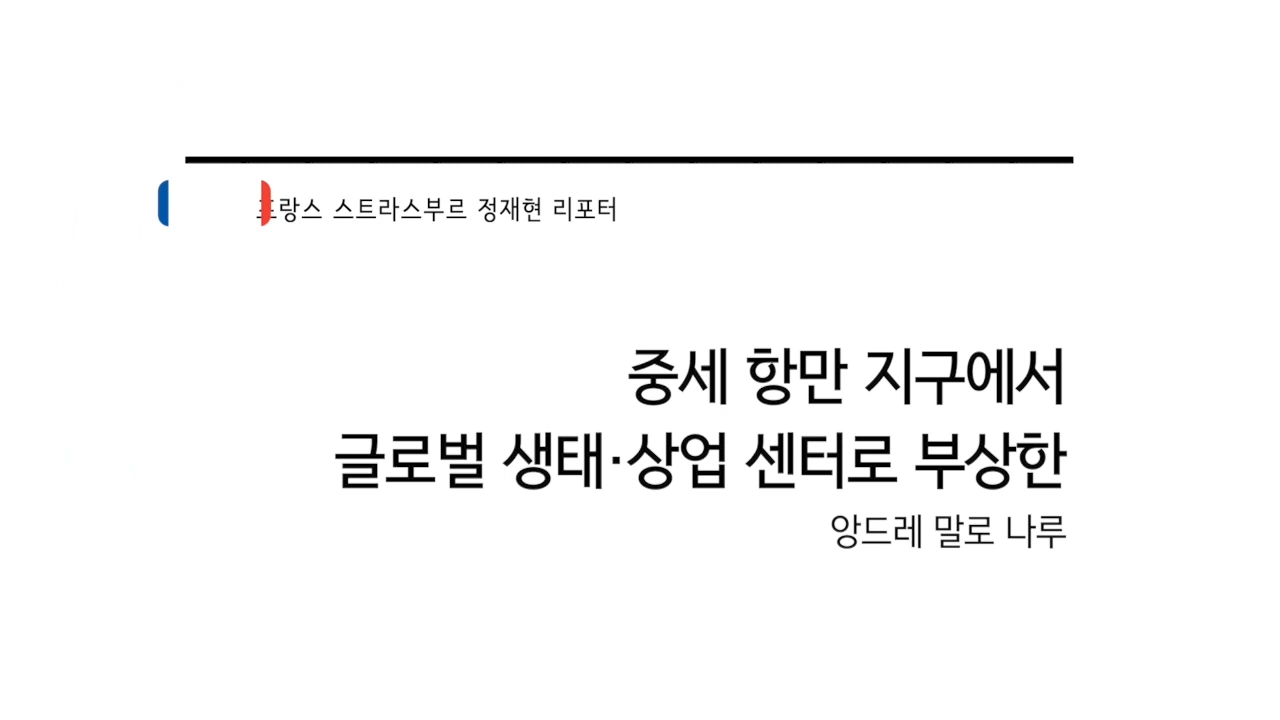 프랑스 스트라스부르 정재현 리포터
중세 항만 지구에서
글로벌 생태·상업 센터로 부상한
앙드레 말로 나루